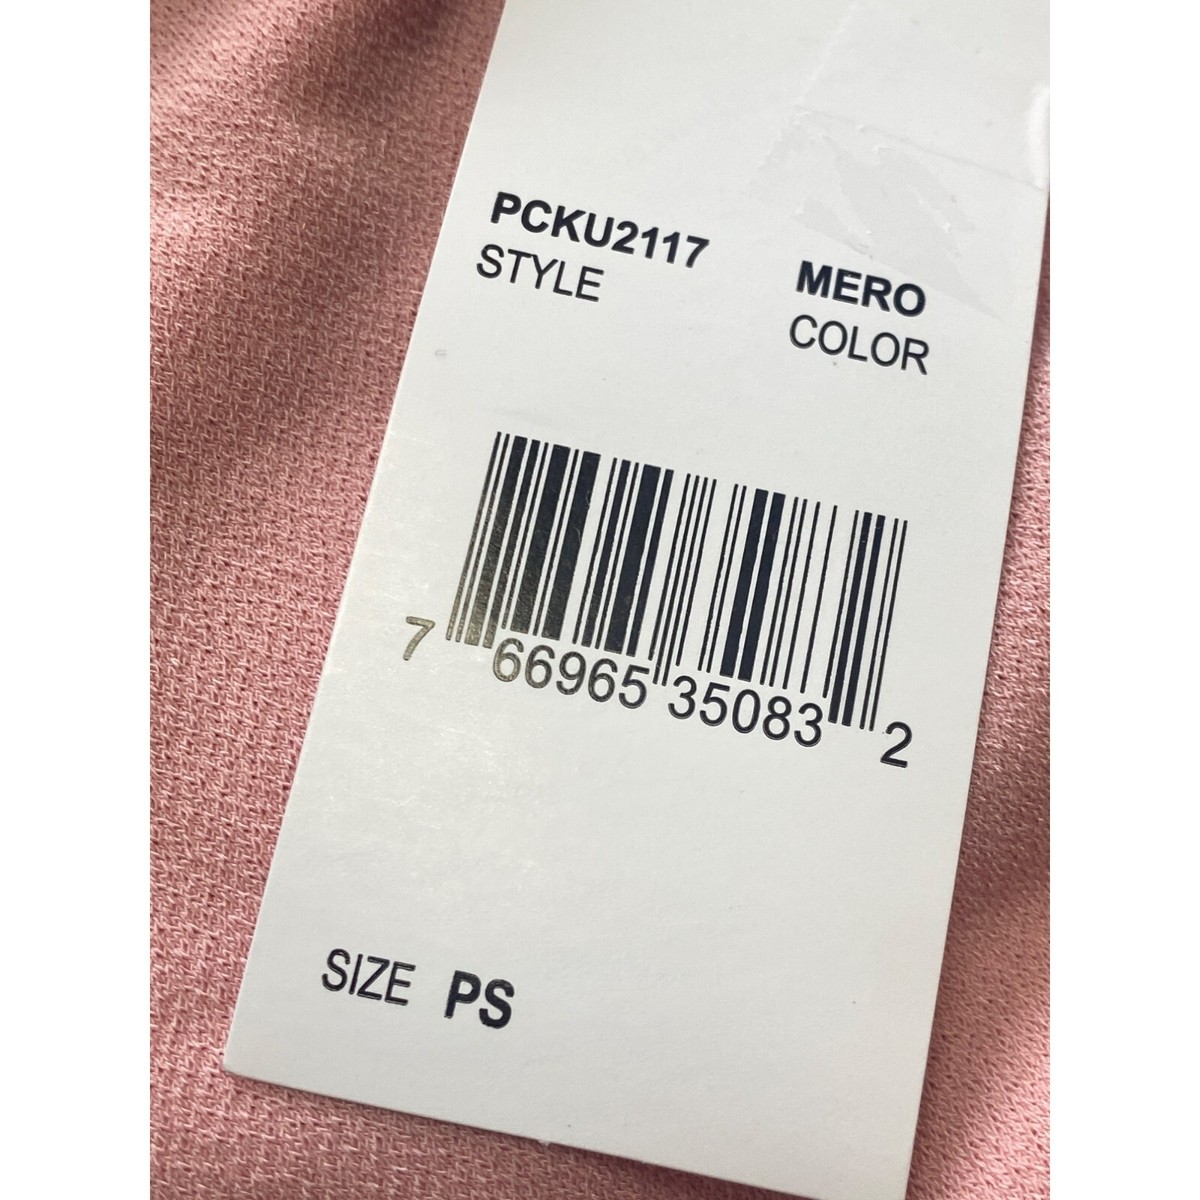 PCKU2117
STYLE
MERO
COLOR
7 66965 35083 2
SIZE PS